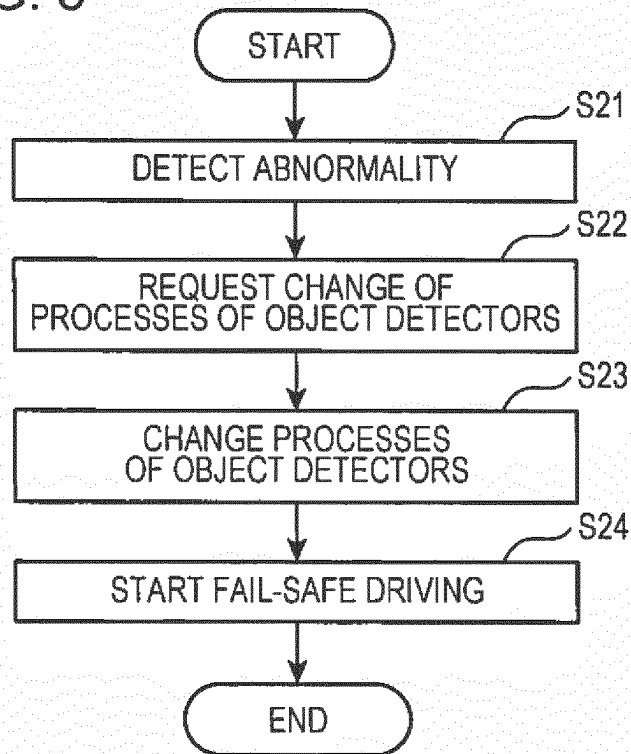 START
S21
DETECT ABNORMALITY
S22
REQUEST CHANGE OF
PROCESSES OF OBJECT DETECTORS
S23
CHANGE PROCESSES
OF OBJECT DETECTORS
S24
START FAIL-SAFE DRIVING
END